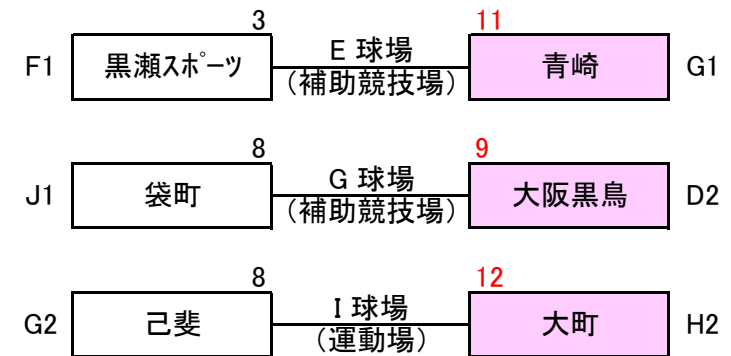 3 11
F1 黒瀬スポーツ E 球場 青崎 G1
（補助競技場）
8 9
J1 袋町 G 球場 大阪黒鳥 D2
（補助競技場）
8 12
G2 己斐 I 球場 大町 H2
（運動場）